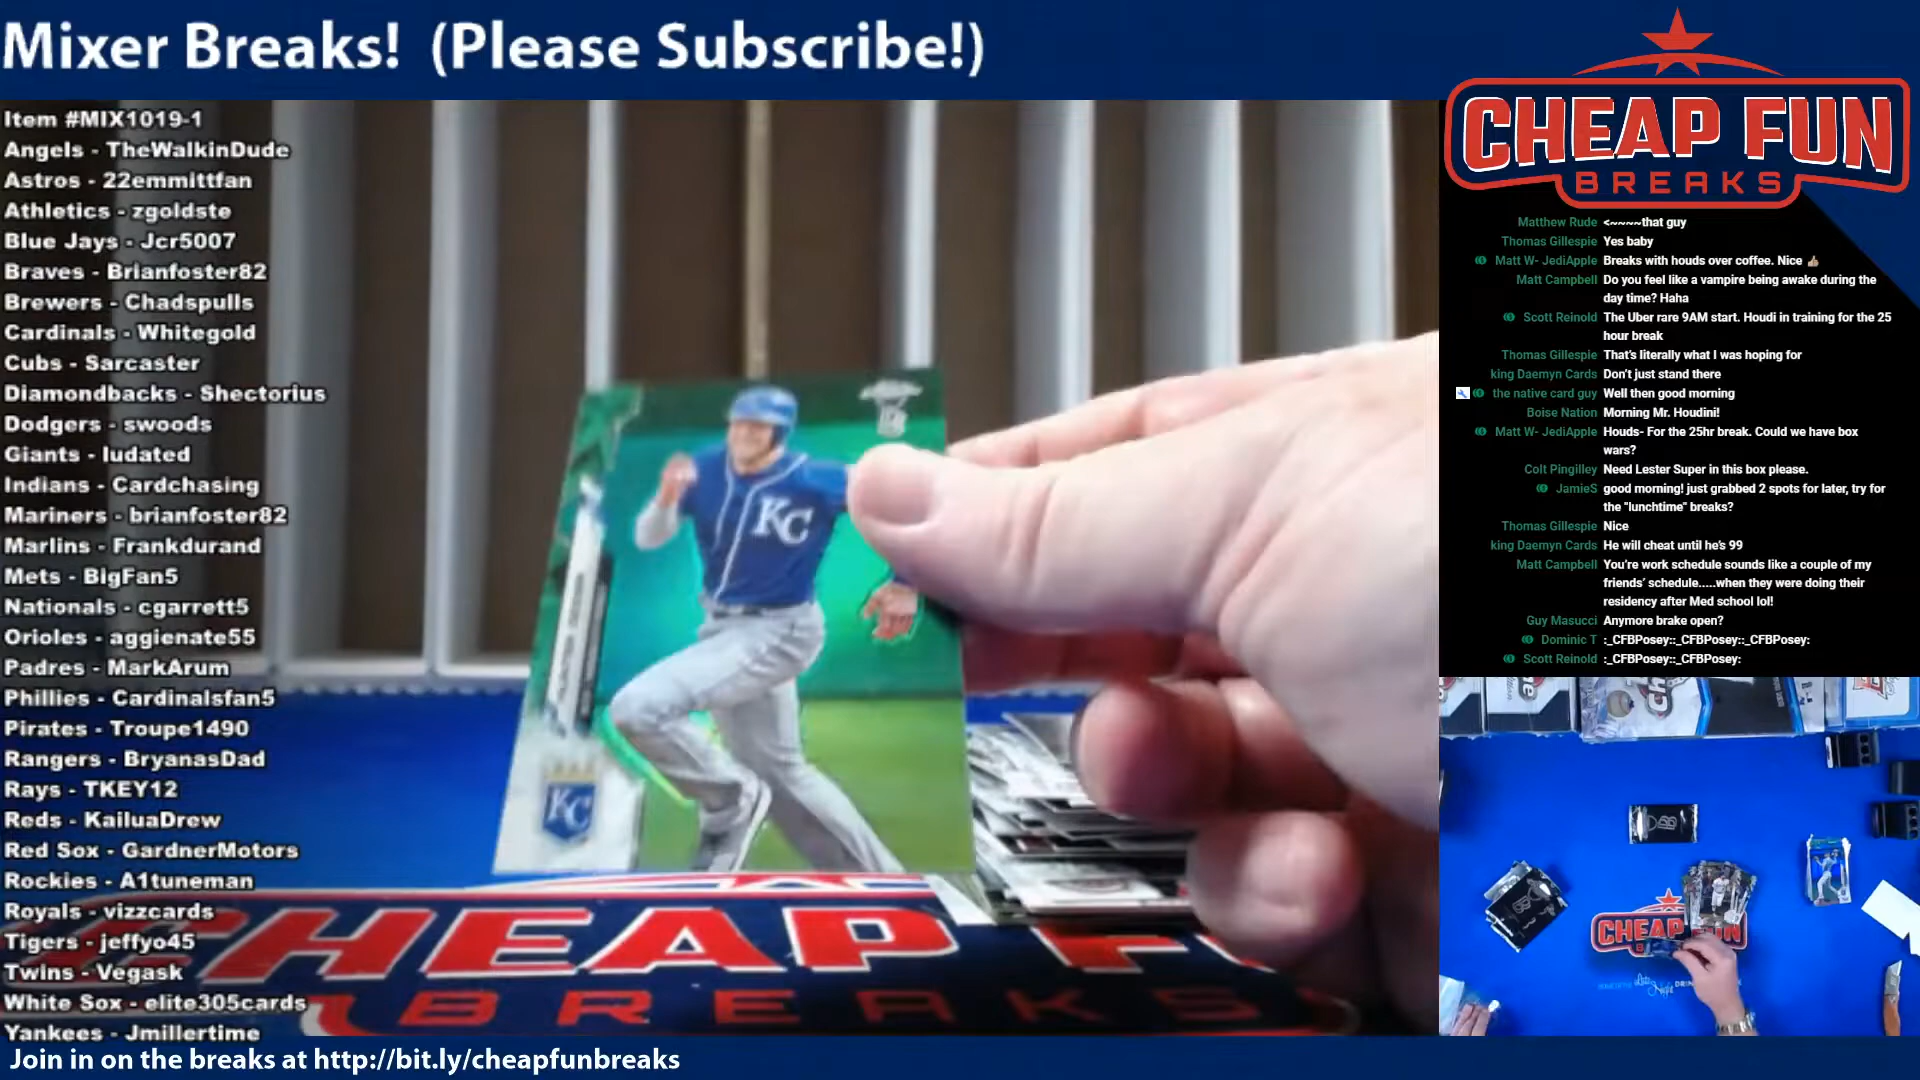 Mixer Breaks! (Please Subscribe!)
CHEAP FUN
BREAKS
Item #MIX1019-1
Angels - TheWalkinDude
Astros - 22emmittfan
Athletics - zgoldste
Blue Jays - Jcr5007
Braves - Brianfoster82
Brewers - Chadspulls
Cardinals - Whitegold
Cubs - Sarcaster
Diamondbacks - Shectorius
Dodgers - swoods
Giants - ludated
Indians - Cardchasing
Mariners - brianfoster82
Marlins - Frankdurand
Mets - BigFan5
Nationals - cgarrett5
Orioles - aggienate55
Padres - MarkArum
Phillies - Cardinalsfan5
Pirates - Troupe1490
Rangers - BryanasDad
Rays - TKEY12
Reds - KailuaDrew
Red Sox - GardnerMotors
Rockies - A1tuneman
Royals - vizzcards
Tigers - jeffyo45
Twins - Vegask
White Sox - elite305cards
Yankees - Jmillertime
KC
KC
CHEAP F
BREAKS
Matthew Rude <~~~~that guy
Thomas Gillespie Yes baby
Matt W- JediApple Breaks with houds over coffee. Nice 👍🏽
Matt Campbell Do you feel like a vampire being awake during the
day time? Haha
Scott Reinold The Uber rare 9AM start. Houdi in training for the 25
hour break
Thomas Gillespie That's literally what I was hoping for
king Daemyn Cards Don't just stand there
the native card guy Well then good morning
Boise Nation Morning Mr. Houdini!
Matt W- JediApple Houds- For the 25hr break. Could we have box
wars?
Colt Pingilley Need Lester Super in this box please.
JamieS good morning! just grabbed 2 spots for later, try for
the "lunchtime" breaks?
Thomas Gillespie Nice
king Daemyn Cards He will cheat until he's 99
Matt Campbell You're work schedule sounds like a couple of my
friends' schedule.....when they were doing their
residency after Med school lol!
Guy Masucci Anymore brake open?
Dominic T :_CFBPosey::_CFBPosey::_CFBPosey:
Scott Reinold :_CFBPosey::_CFBPosey:
CHEAP FUN
Join in on the breaks at http://bit.ly/cheapfunbreaks